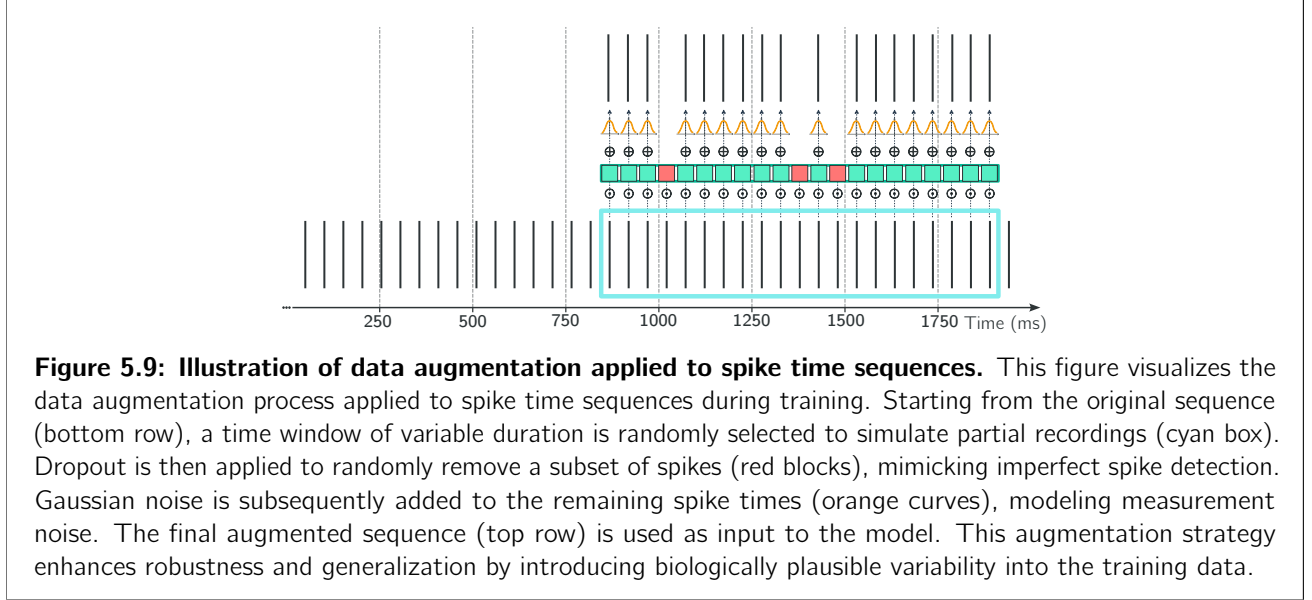 250 500 750 1000 1250 1500 1750 Time (ms)
Figure 5.9: Illustration of data augmentation applied to spike time sequences. This figure visualizes the
data augmentation process applied to spike time sequences during training. Starting from the original sequence
(bottom row), a time window of variable duration is randomly selected to simulate partial recordings (cyan box).
Dropout is then applied to randomly remove a subset of spikes (red blocks), mimicking imperfect spike detection.
Gaussian noise is subsequently added to the remaining spike times (orange curves), modeling measurement
noise. The final augmented sequence (top row) is used as input to the model. This augmentation strategy
enhances robustness and generalization by introducing biologically plausible variability into the training data.